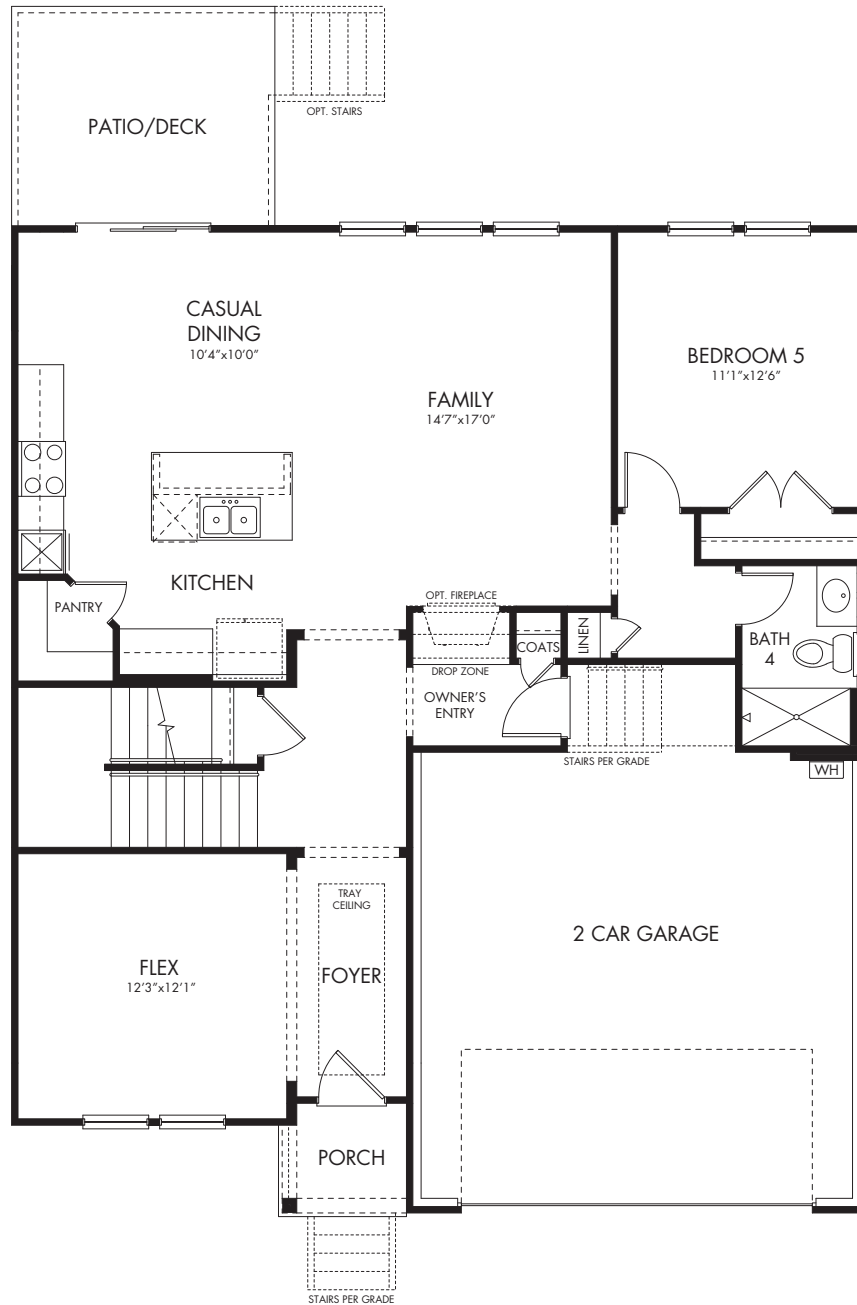 PATIO/DECK
OPT. STAIRS
CASUAL
DINING
10'4"x10'0"
FAMILY
14'7"x17'0"
BEDROOM 5
11'1"x12'6"
KITCHEN
PANTRY
OPT. FIREPLACE
COATS
LINEN
BATH
4
DROP ZONE
OWNER'S
ENTRY
STAIRS PER GRADE
WH
TRAY
CEILING
FOYER
FLEX
12'3"x12'1"
2 CAR GARAGE
PORCH
STAIRS PER GRADE